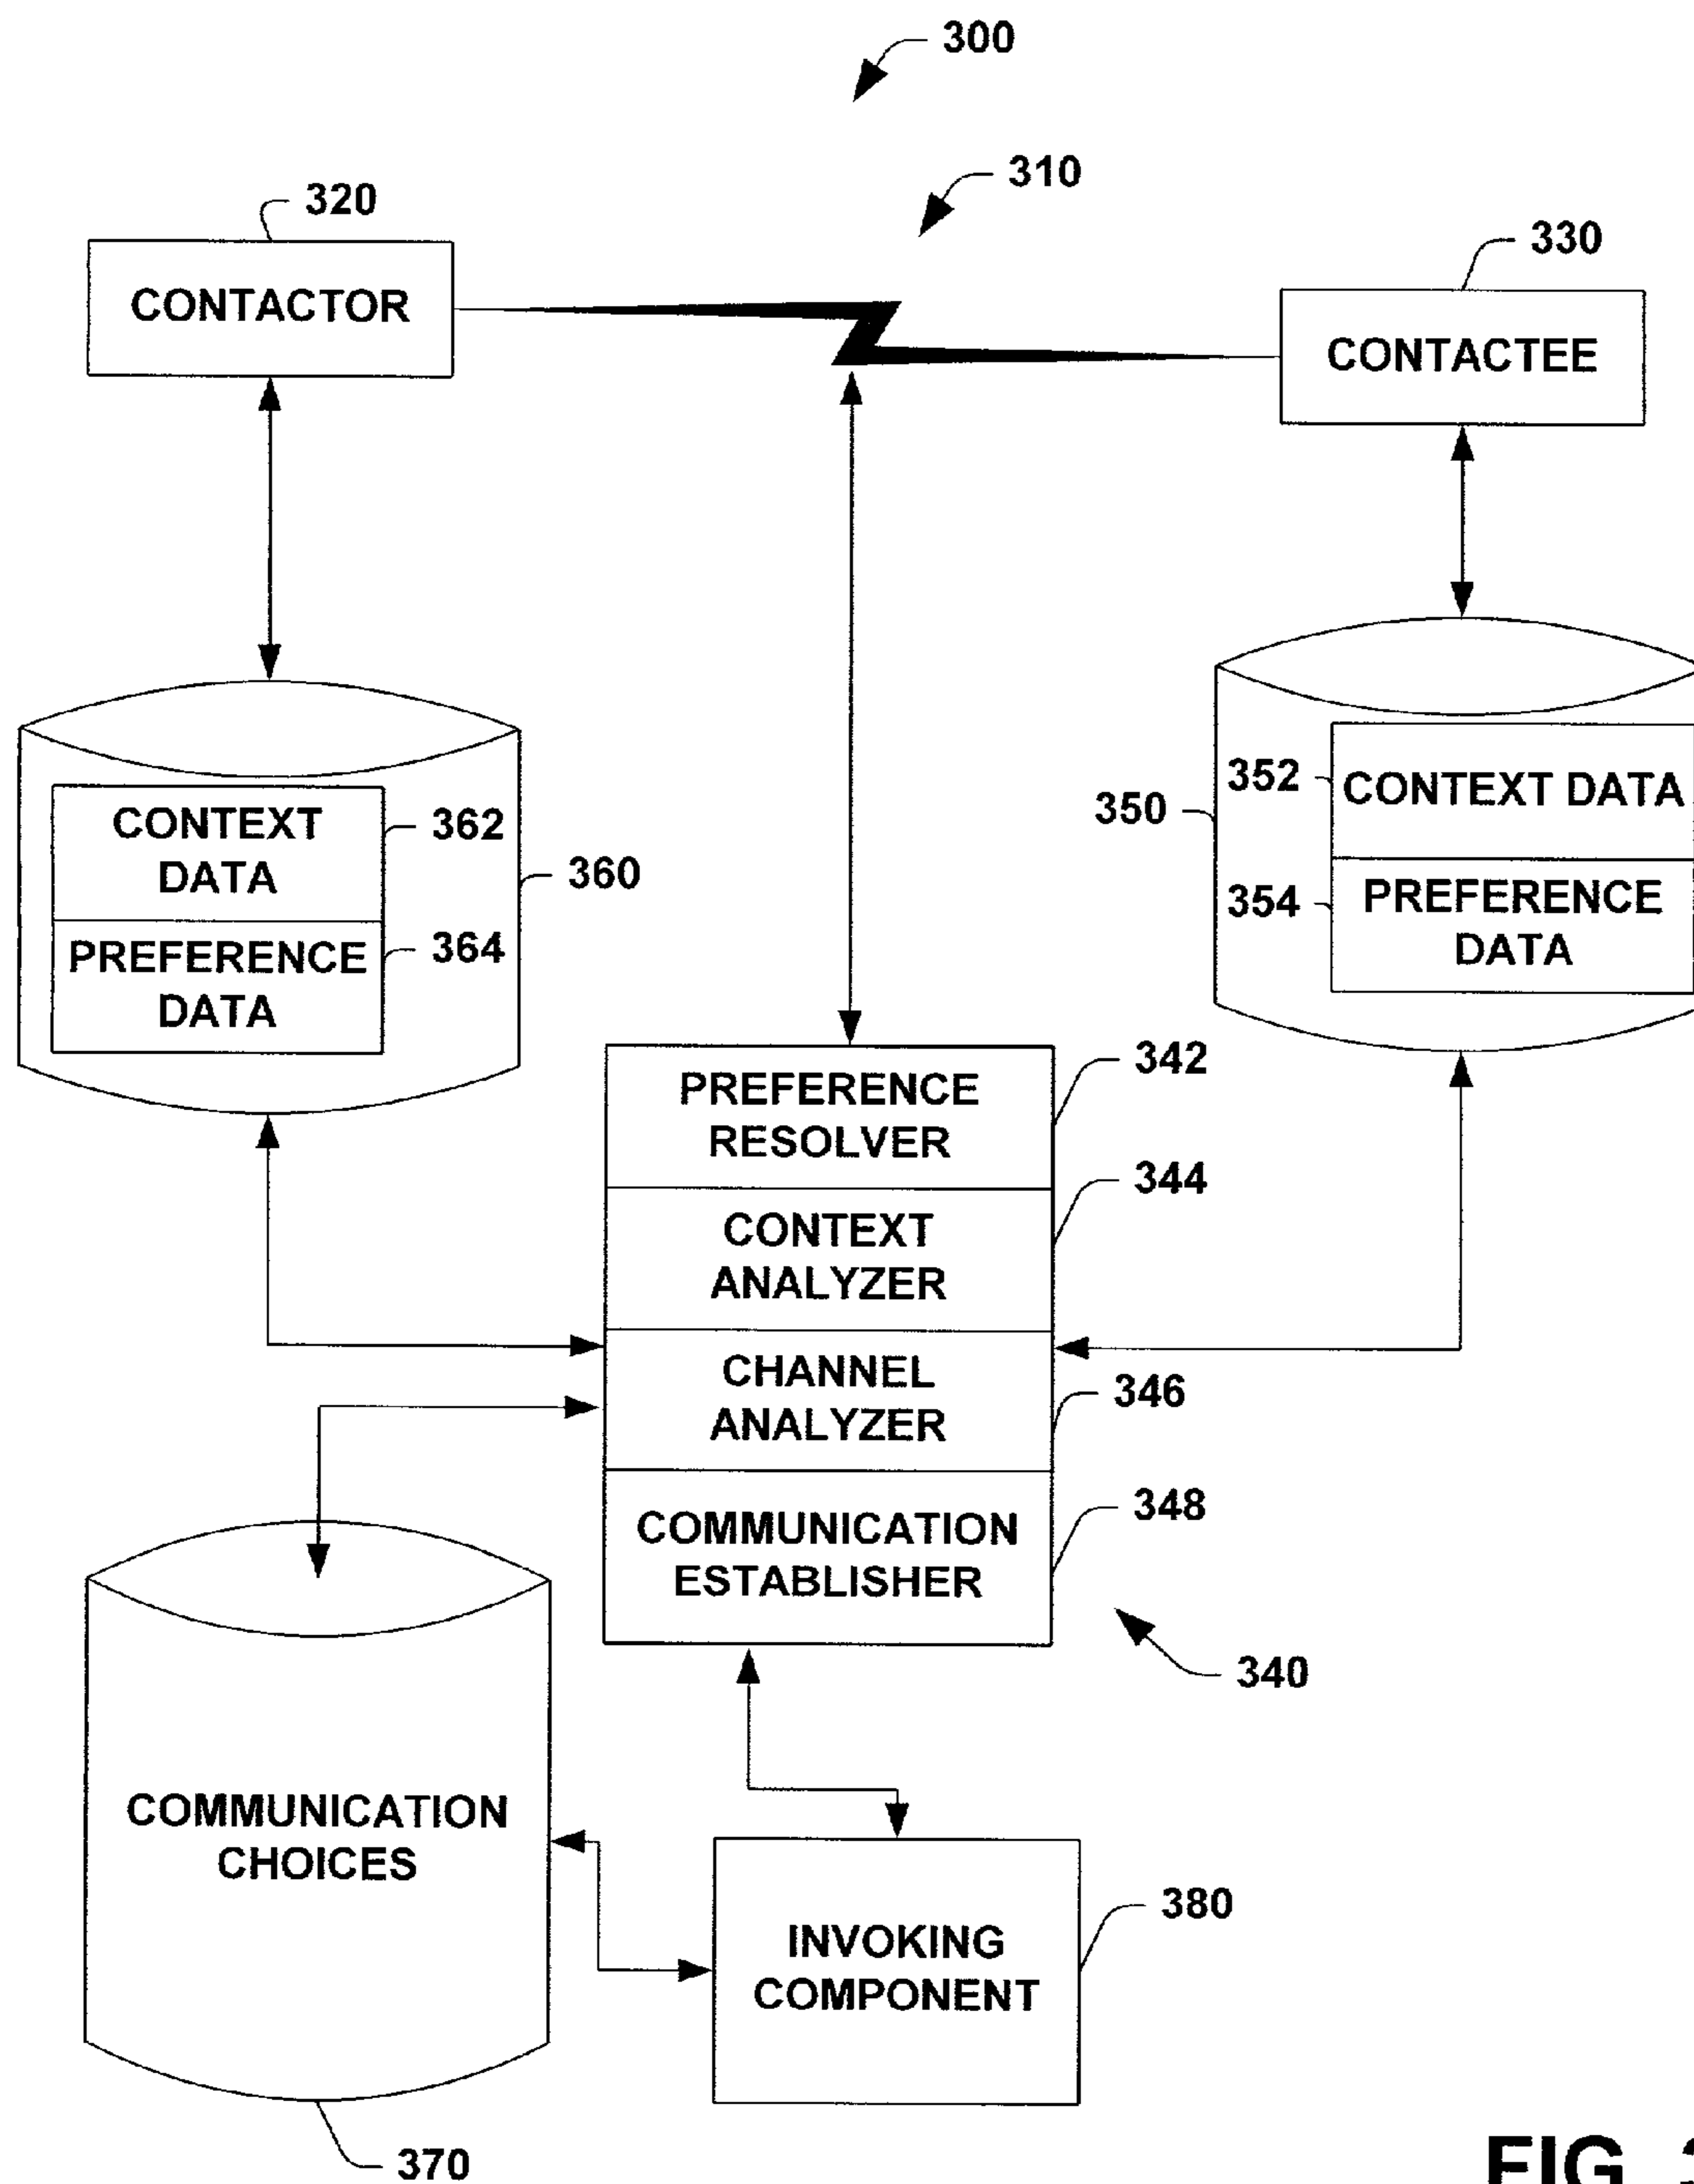 300
310
320
330
CONTACTOR
CONTACTEE
CONTEXT
DATA
362
PREFERENCE
DATA
364
360
350
352
CONTEXT DATA
354
PREFERENCE
DATA
PREFERENCE
RESOLVER
342
CONTEXT
ANALYZER
344
CHANNEL
ANALYZER
346
COMMUNICATION
ESTABLISHER
348
340
COMMUNICATION
CHOICES
370
INVOKING
COMPONENT
380
FIG. 3